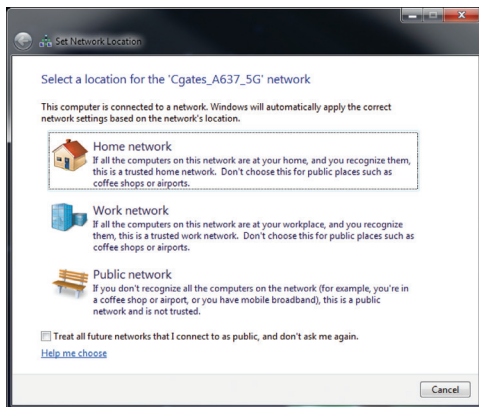 Set Network Location
Select a location for the 'Cgates_A637_5G' network
This computer is connected to a network. Windows will automatically apply the correct
network settings based on the network's location.
Home network
If all the computers on this network are at your home, and you recognize them,
this is a trusted home network. Don't choose this for public places such as
coffee shops or airports.
Work network
If all the computers on this network are at your workplace, and you recognize
them, this is a trusted work network. Don't choose this for public places such as
coffee shops or airports.
Public network
If you don't recognize all the computers on the network (for example, you're in
a coffee shop or airport, or you have mobile broadband), this is a public
network and is not trusted.
Treat all future networks that I connect to as public, and don't ask me again.
Help me choose
Cancel